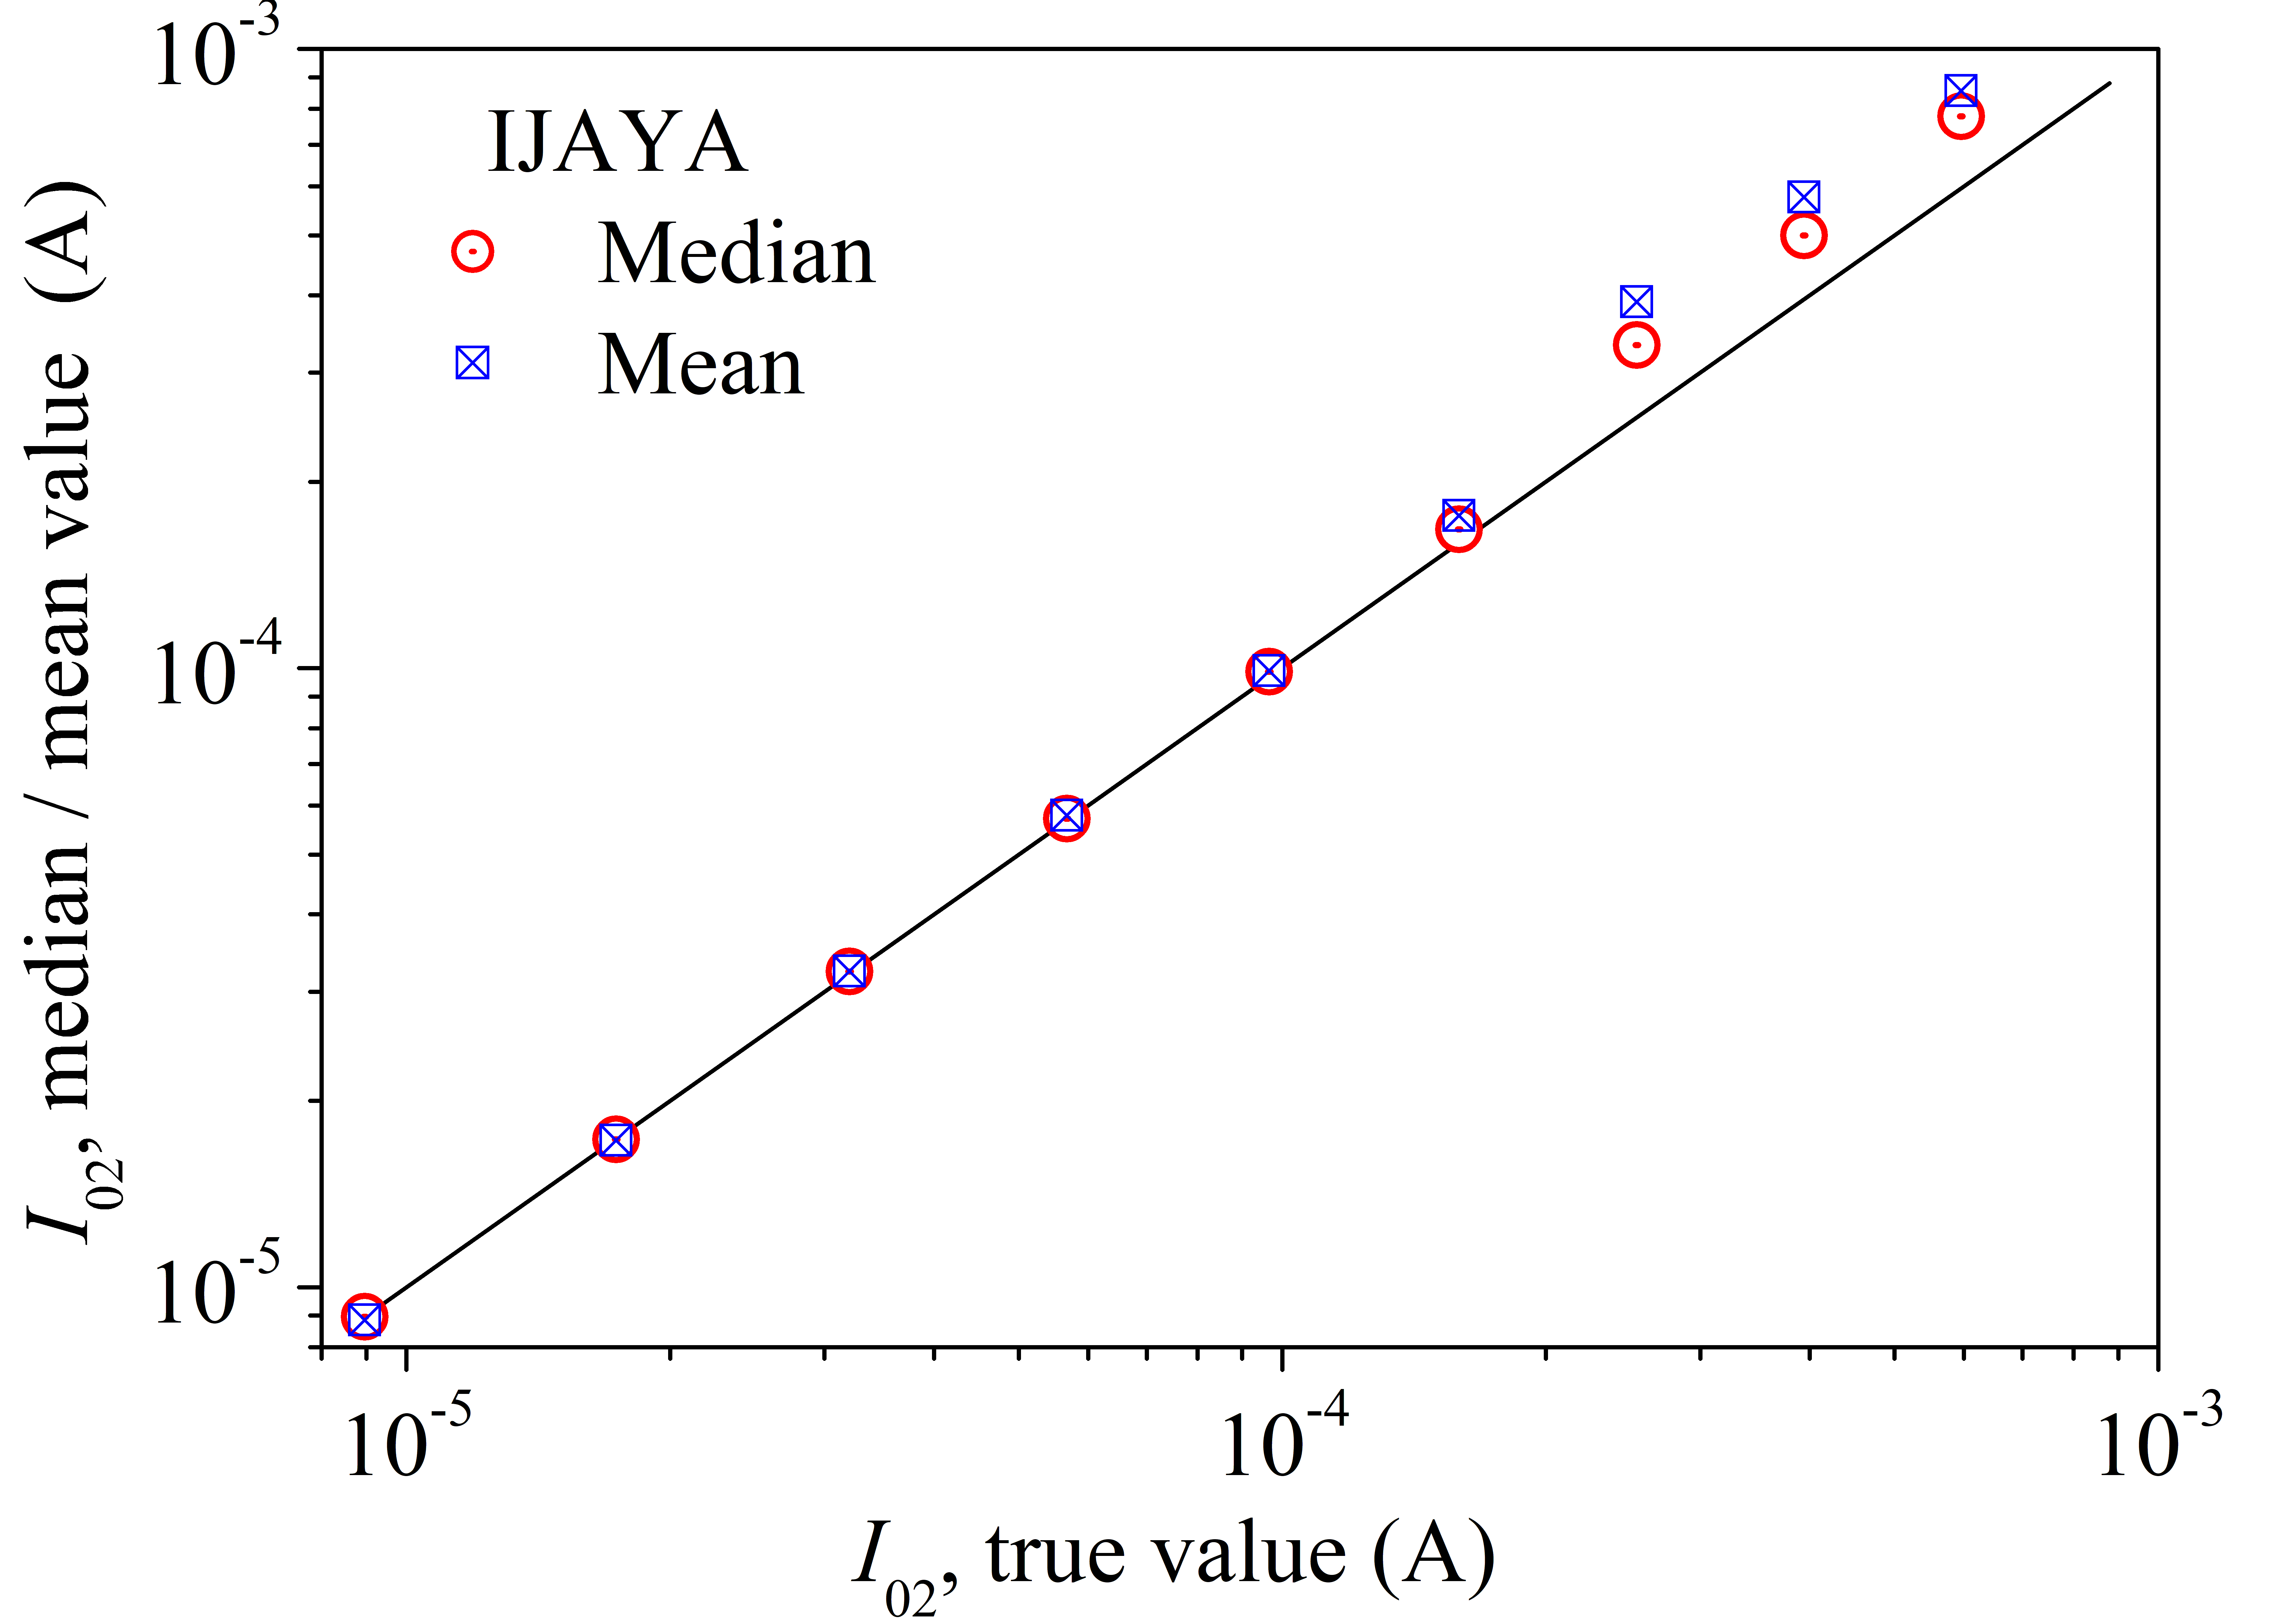 I02, median / mean value (A)
10-3
10-4
10-5
IJAYA
Median
Mean
10-5
10-4
10-3
I02, true value (A)